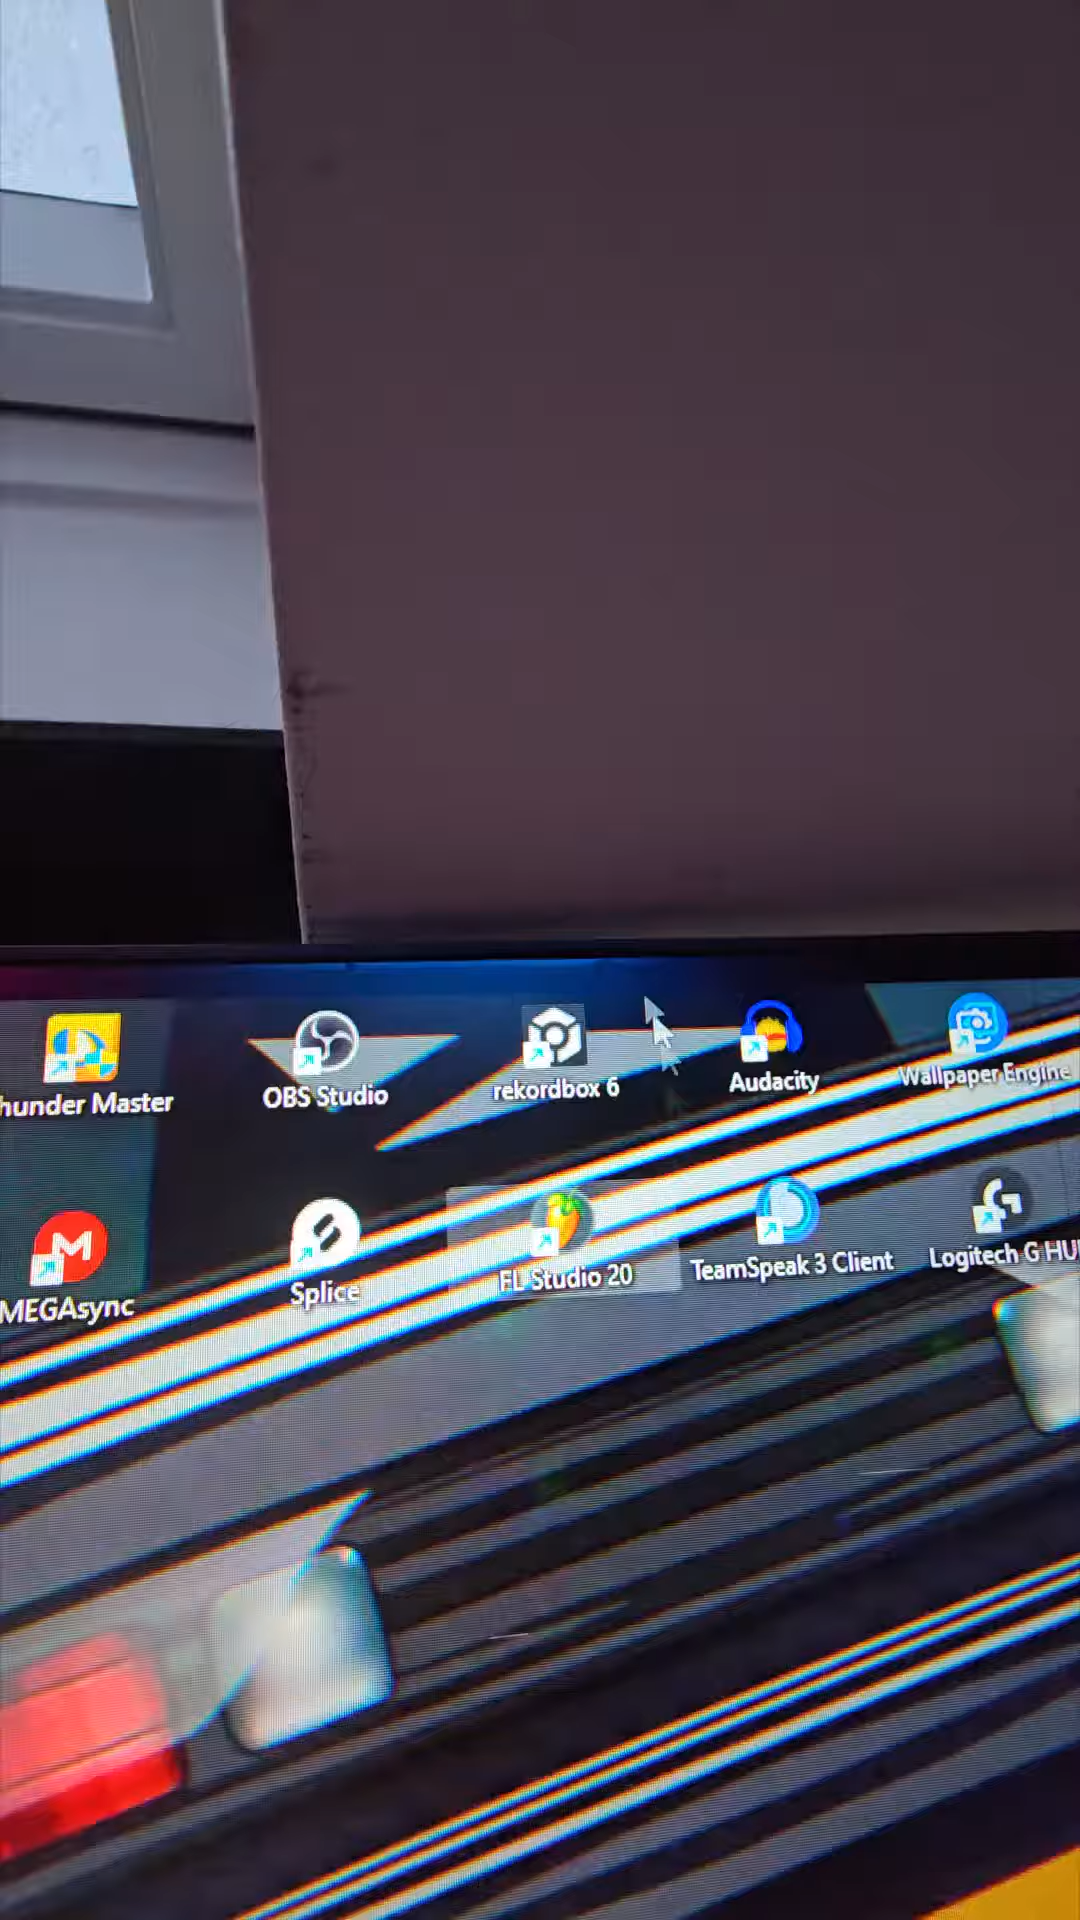 hunder Master
OBS Studio
rekordbox 6
Audacity
Wallpaper Engine
MEGAsync
Splice
FL Studio 20
TeamSpeak 3 Client
Logitech G HU